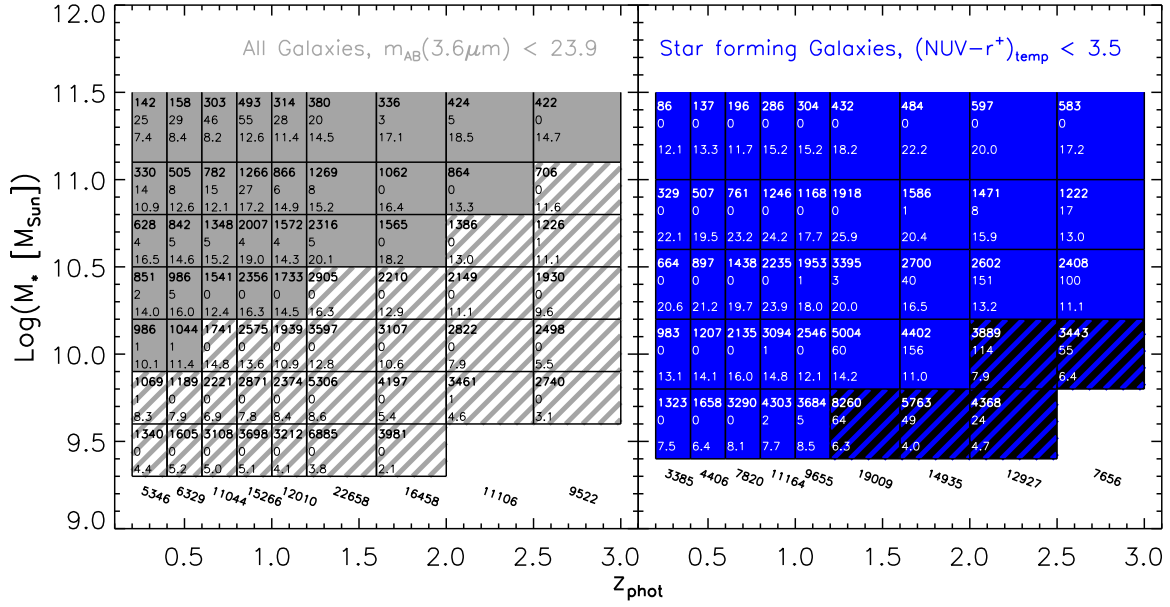 All Galaxies, m_AB(3.6μm) < 23.9
142 158 303 493 314 380 336 424 422
25 29 46 55 28 20 3 5 0
7.4 8.4 8.2 12.6 11.4 14.5 17.1 18.5 14.7
330 505 782 1266 866 1269 1062 864 706
14 8 15 27 6 8 0 0 0
10.9 12.6 12.1 17.2 14.9 15.2 16.4 13.3 11.6
628 842 1348 2007 1572 2316 1565 1386 1226
4 5 5 4 4 5 0 0 1
16.5 14.6 15.2 19.0 14.3 20.1 18.2 13.0 11.1
851 986 1541 2356 1733 2905 2210 2149 1930
2 5 0 0 0 0 0 0 0
14.0 16.0 12.4 16.3 14.5 16.3 12.9 11.1 9.6
986 1044 1741 2575 1939 3597 3107 2822 2498
1 1 0 0 0 0 0 0 0
10.1 11.4 14.8 13.6 10.9 12.8 10.6 7.9 5.5
1069 1189 2221 2871 2374 5306 4197 3461 2740
1 0 0 0 0 0 0 1 0
8.3 7.9 6.9 7.8 8.4 8.6 5.4 4.6 3.1
1340 1605 3108 3698 3212 6885 3981
0 0 0 0 0 0 0
4.4 5.2 5.0 5.1 4.1 3.8 2.1
5346 6329 11044 15266 12010 22658 16458 11106 9522
Star forming Galaxies, (NUV−r⁺)_temp < 3.5
86 137 196 286 304 432 484 597 583
0 0 0 0 0 0 0 0 0
12.1 13.3 11.7 15.2 15.2 18.2 22.2 20.0 17.2
329 507 761 1246 1168 1918 1586 1471 1222
0 0 0 0 0 0 1 8 17
22.1 19.5 23.2 24.2 17.7 25.9 20.4 15.9 13.0
664 897 1438 2235 1953 3395 2700 2602 2408
0 0 0 0 1 3 40 151 100
20.6 21.2 19.7 23.9 18.0 20.0 16.5 13.2 11.1
983 1207 2135 3094 2546 5004 4402 3889 3443
0 0 0 1 0 60 156 114 55
13.1 14.1 16.0 14.8 12.1 14.2 11.0 7.9 6.4
1323 1658 3290 4303 3684 8260 5763 4368
0 0 0 2 5 64 49 24
7.5 6.4 8.1 7.7 8.5 6.3 4.0 4.7
3385 4406 7820 11164 9655 19009 14935 12927 7656
12.0
11.5
11.0
10.5
10.0
9.5
9.0
Log(M_* [M_Sun])
0.5 1.0 1.5 2.0 2.5 3.0
0.5 1.0 1.5 2.0 2.5 3.0
z_phot